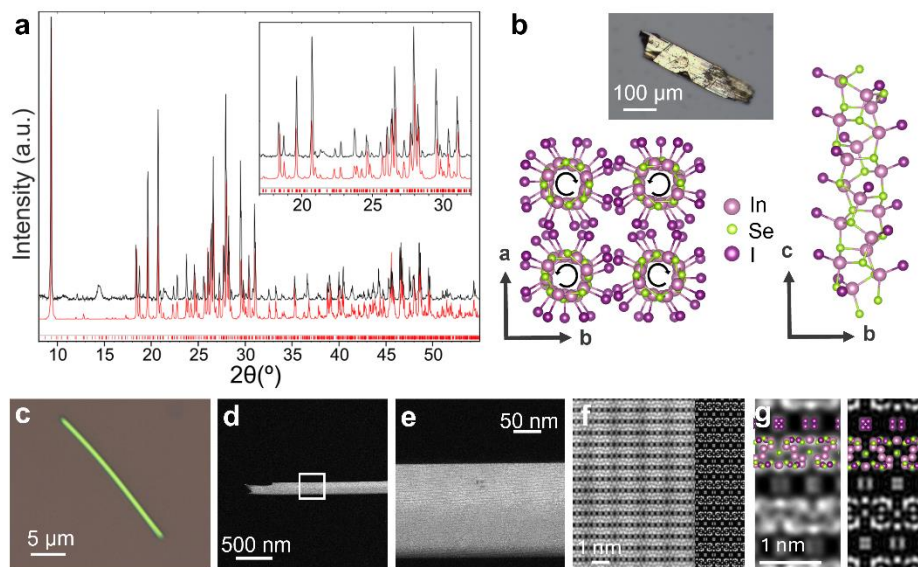 a
Intensity (a.u.)
20 25 30
10 15 20 25 30 35 40 45 50
2θ(º)
b
100 µm
In
Se
I
a
b
c
b
c
5 µm
d
500 nm
e
50 nm
f
1 nm
g
1 nm